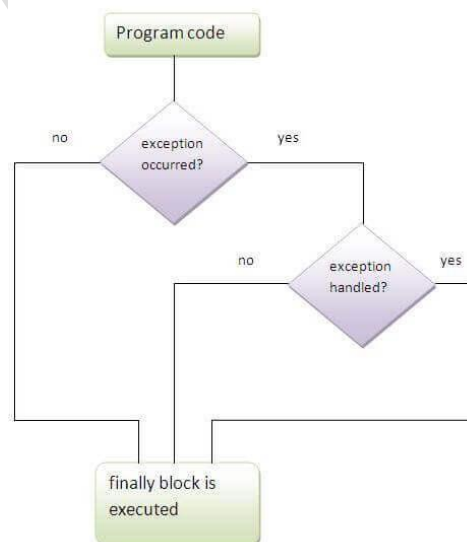 Program code
no
exception
occurred?
yes
no
exception
handled?
yes
finally block is
executed